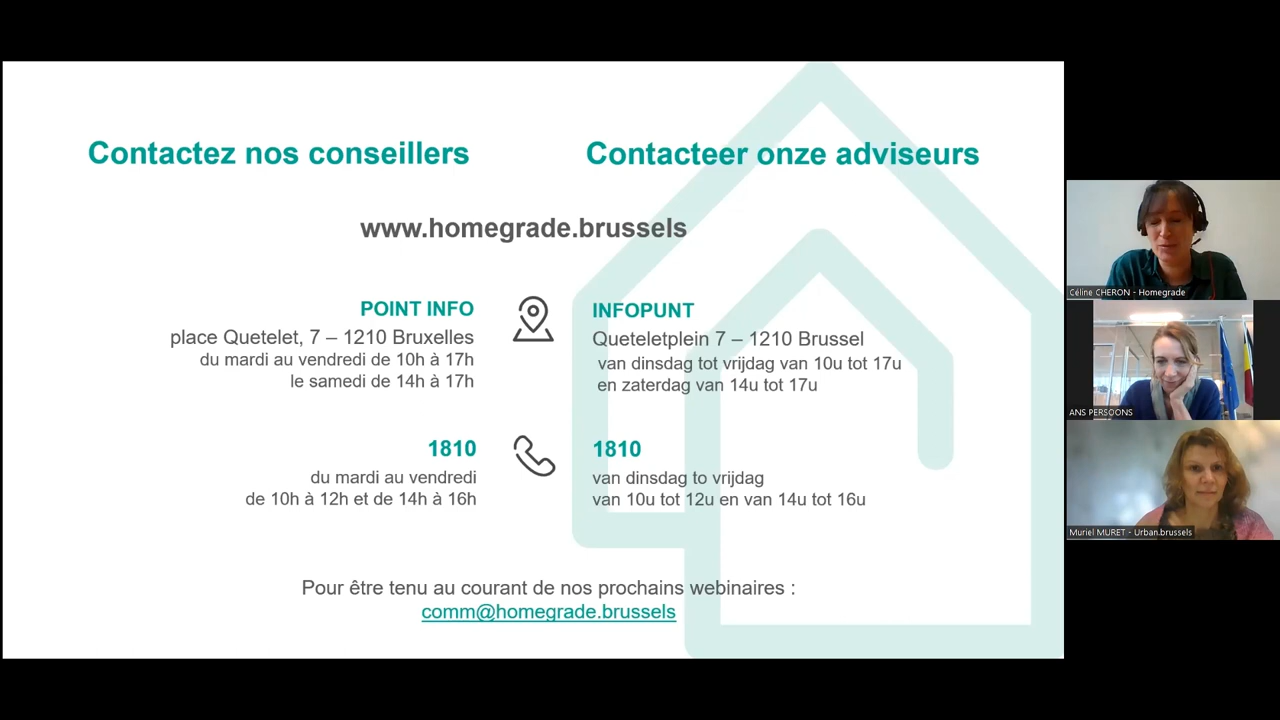 Contactez nos conseillers
Contacteer onze adviseurs
www.homegrade.brussels
POINT INFO
place Quetelet, 7 – 1210 Bruxelles
du mardi au vendredi de 10h à 17h
le samedi de 14h à 17h
INFOPUNT
Queteletplein 7 – 1210 Brussel
van dinsdag tot vrijdag van 10u tot 17u
en zaterdag van 14u tot 17u
1810
du mardi au vendredi
de 10h à 12h et de 14h à 16h
1810
van dinsdag to vrijdag
van 10u tot 12u en van 14u tot 16u
Pour être tenu au courant de nos prochains webinaires :
comm@homegrade.brussels
Céline CHERON - Homegrade
ANS PERSOONS
Muriel MURET - Urban.brussels